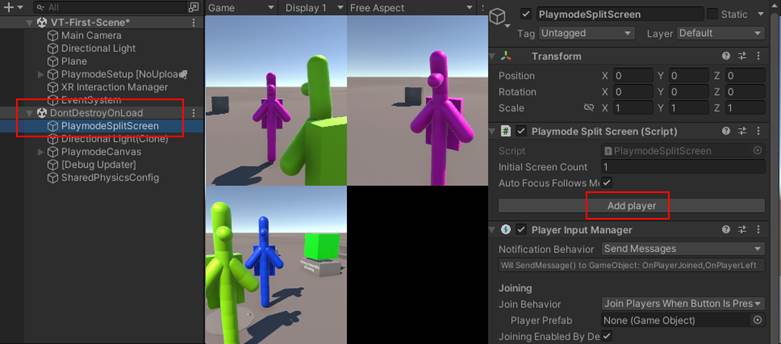 All
VT-First-Scene*
Main Camera
Directional Light
Plane
PlaymodeSetup [NoUploa
XR Interaction Manager
EventSystem
DontDestroyOnLoad
PlaymodeSplitScreen
Directional Light(Clone)
PlaymodeCanvas
[Debug Updater]
SharedPhysicsConfig
Game Display 1 Free Aspect
PlaymodeSplitScreen Static
Tag Untagged Layer Default
Transform
Position X 0 Y 0 Z 0
Rotation X 0 Y 0 Z 0
Scale X 1 Y 1 Z 1
Playmode Split Screen (Script)
Script PlaymodeSplitScreen
Initial Screen Count 1
Auto Focus Follows M
Add player
Player Input Manager
Notification Behavior Send Messages
Will SendMessage() to GameObject: OnPlayerJoined,OnPlayerLeft
Joining
Join Behavior Join Players When Button Is Pres
Player Prefab None (Game Object)
Joining Enabled By De